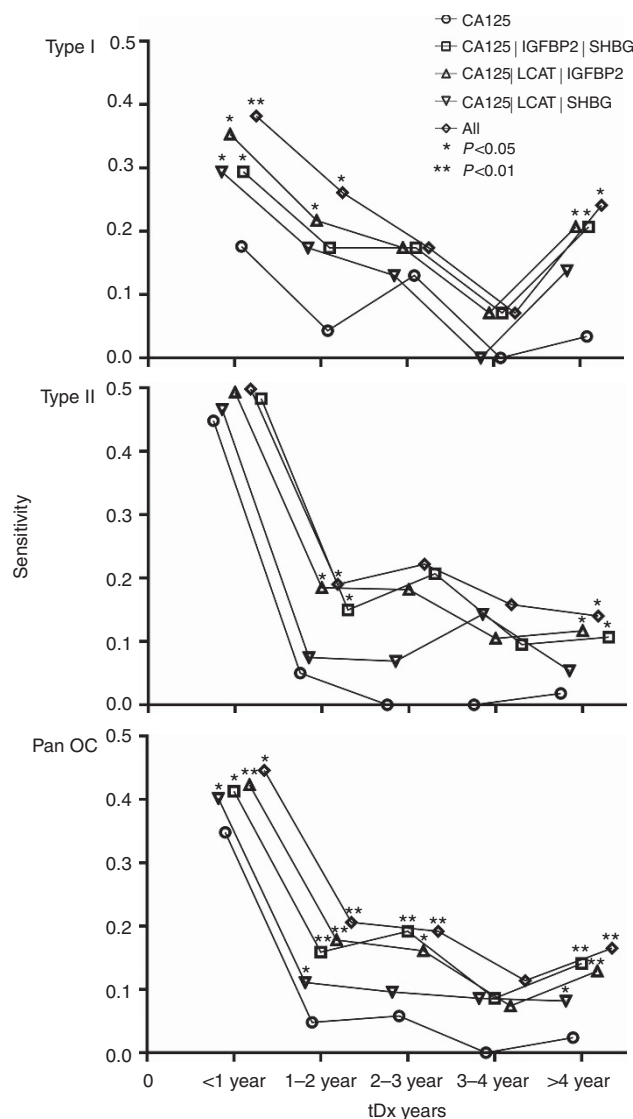 Type I
CA125
CA125 | IGFBP2 | SHBG
CA125| LCAT | IGFBP2
CA125| LCAT | SHBG
All
* P<0.05
** P<0.01
0.5
0.4
0.3
0.2
0.1
0.0
** 
*
* *
*
*
* *
*
Type II
0.5
0.4
0.3
0.2
0.1
0.0
* *
*
*
*
*
Sensitivity
Pan OC
0.5
0.4
0.3
0.2
0.1
0.0
* * ** *
** ** **
*
** * **
**
**
*
**
0 <1 year 1–2 year 2–3 year 3–4 year >4 year
tDx years